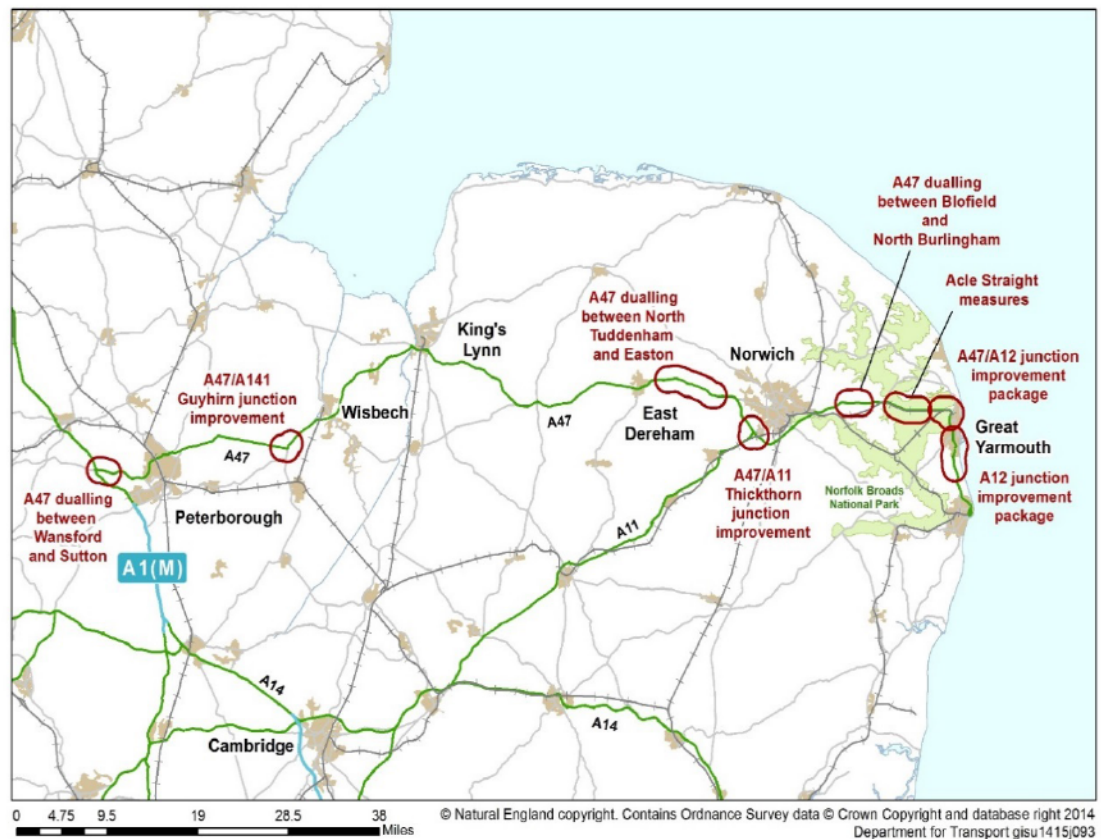 A47 dualling
between Blofield
and
North Burlingham
Acle Straight
measures
A47 dualling
between North
Tuddenham
and Easton
King's
Lynn
Norwich
A47/A12 junction
improvement
package
A47/A141
Guyhirn junction
improvement
Wisbech
A47
East
Dereham
Great
Yarmouth
A47
A47 dualling
between
Wansford
and Sutton
Peterborough
A47/A11
Thickthorn
junction
improvement
Norfolk Broads
National Park
A12 junction
improvement
package
A11
A1(M)
A14
A14
Cambridge
0 4.75 9.5 19 28.5 38
Miles
© Natural England copyright. Contains Ordnance Survey data © Crown Copyright and database right 2014
Department for Transport gisu1415j093